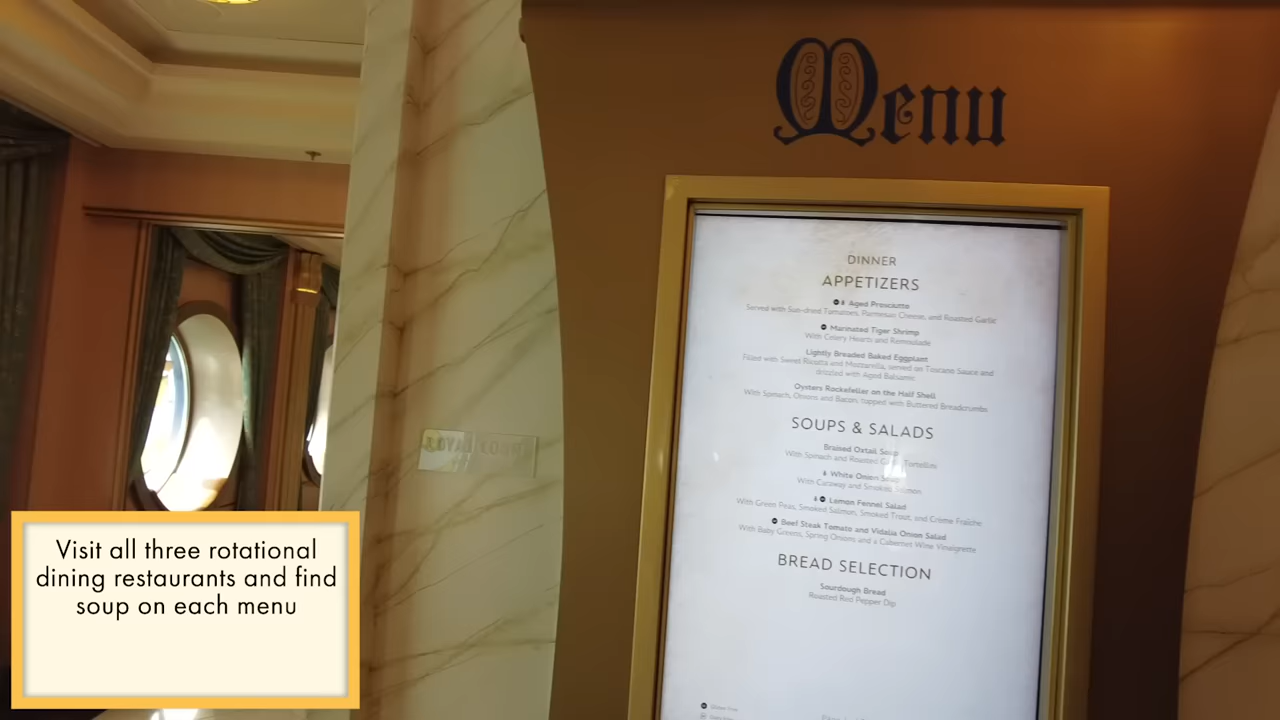 Menu
DINNER
APPETIZERS
Aged Prosciutto
Served with Sun-dried Tomatoes, Parmesan Cheese, and Roasted Garlic
Marinated Tiger Shrimp
With Celery Hearts and Remoulade
Lightly Breaded Baked Eggplant
Filled with Sweet Ricotta and Mozzarella, served on Toscano Sauce and
drizzled with Aged Balsamic
Oysters Rockefeller on the Half Shell
With Spinach, Onions and Bacon, topped with Buttered Breadcrumbs
SOUPS & SALADS
Braised Oxtail Soup
With Spinach and Roasted Garlic Tortellini
White Onion Soup
With Caraway and Smoked Salmon
Lemon Fennel Salad
With Green Peas, Smoked Salmon, Smoked Trout, and Crème Fraîche
Beef Steak Tomato and Vidalia Onion Salad
With Baby Greens, Spring Onions and a Cabernet Wine Vinaigrette
BREAD SELECTION
Sourdough Bread
Roasted Red Pepper Dip
ROYAL COURT
Visit all three rotational
dining restaurants and find
soup on each menu